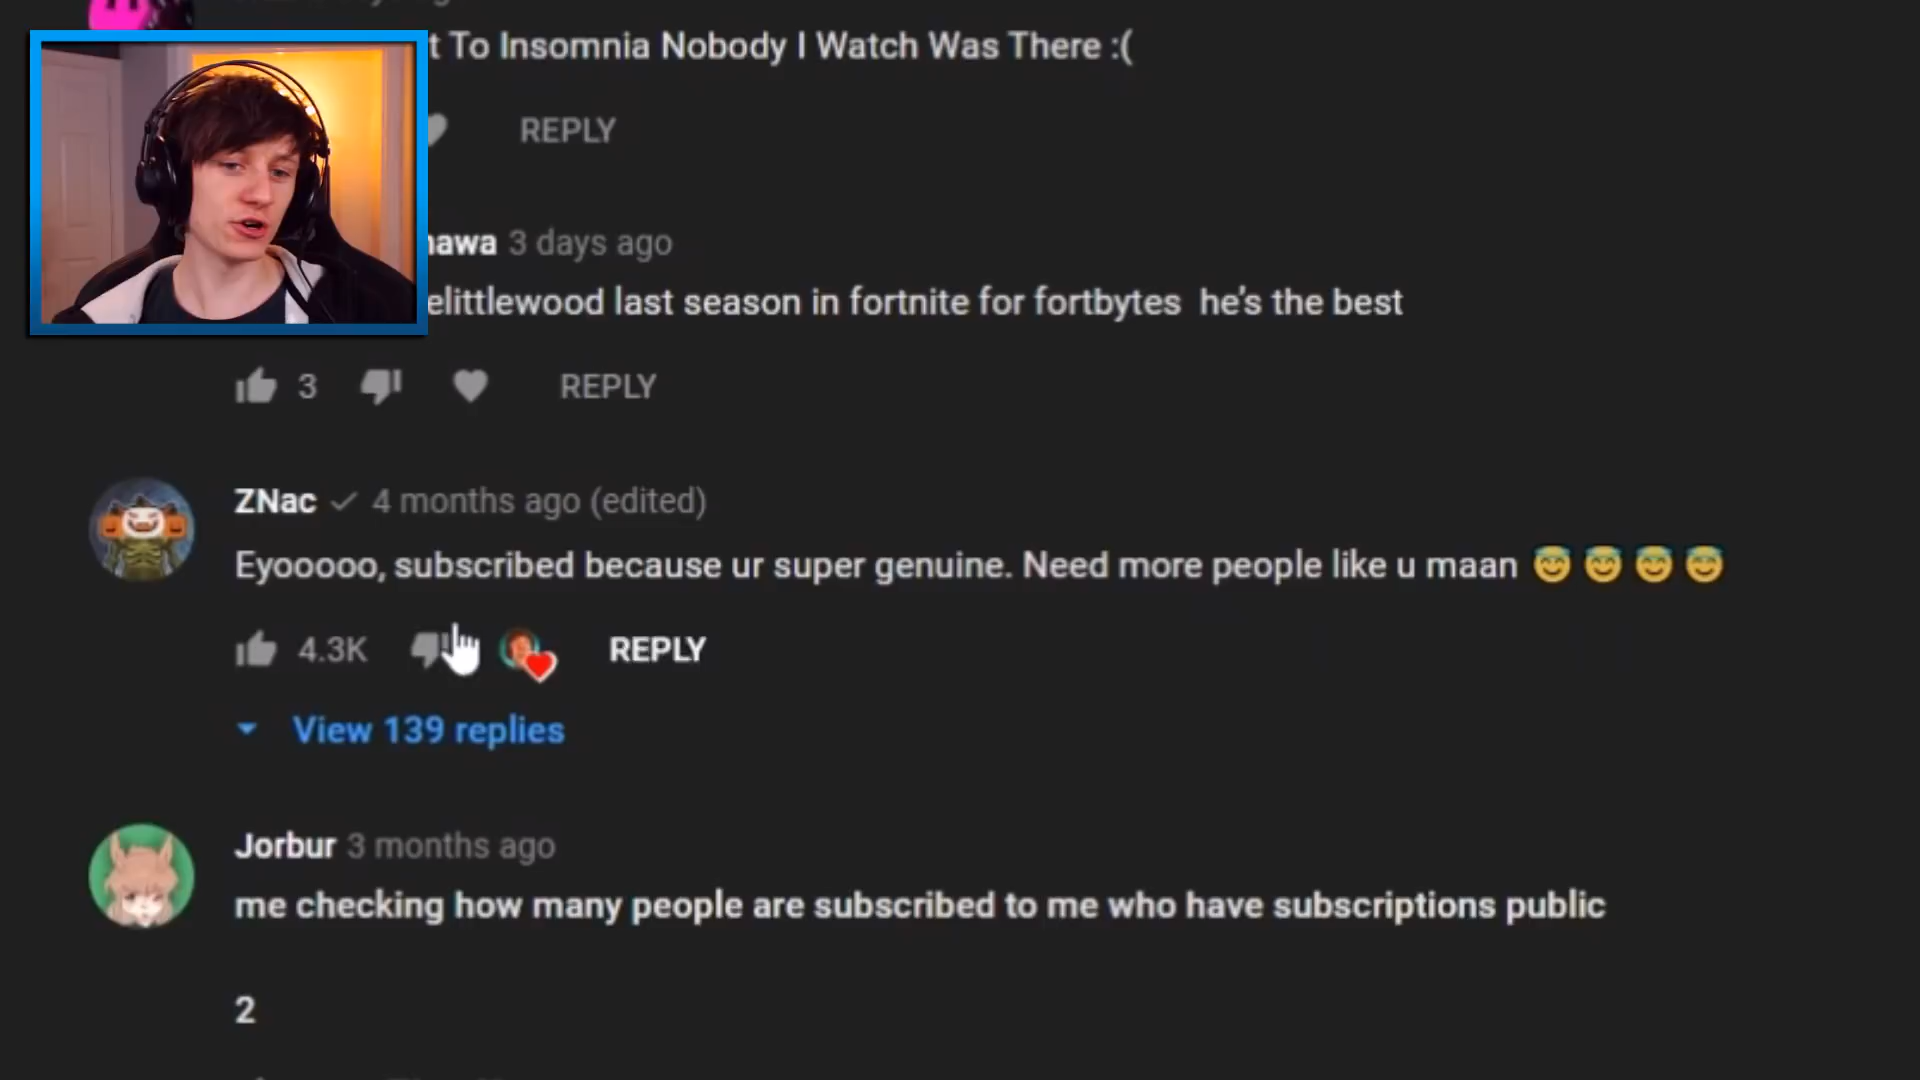 t To Insomnia Nobody I Watch Was There :(
REPLY
nawa 3 days ago
elittlewood last season in fortnite for fortbytes he's the best
3 REPLY
ZNac 4 months ago (edited)
Eyooooo, subscribed because ur super genuine. Need more people like u maan 😇😇😇😇
4.3K REPLY
View 139 replies
Jorbur 3 months ago
me checking how many people are subscribed to me who have subscriptions public
2